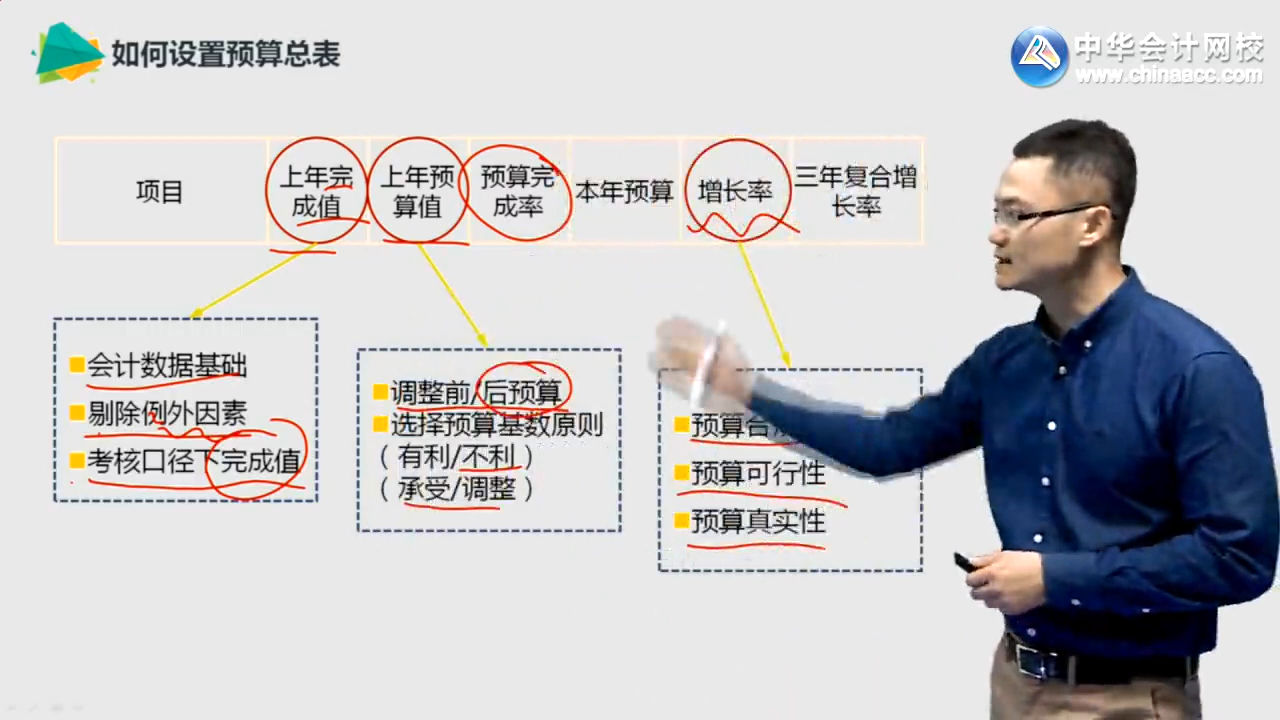 如何设置预算总表
中华会计网校
www.chinaacc.com
项目
上年完
成值
上年预
算值
预算完
成率
本年预算
增长率
三年复合增
长率
会计数据基础
剔除例外因素
考核口径下完成值
调整前/后预算
选择预算基数原则
（有利/不利）
（承受/调整）
预算合
预算可行性
预算真实性